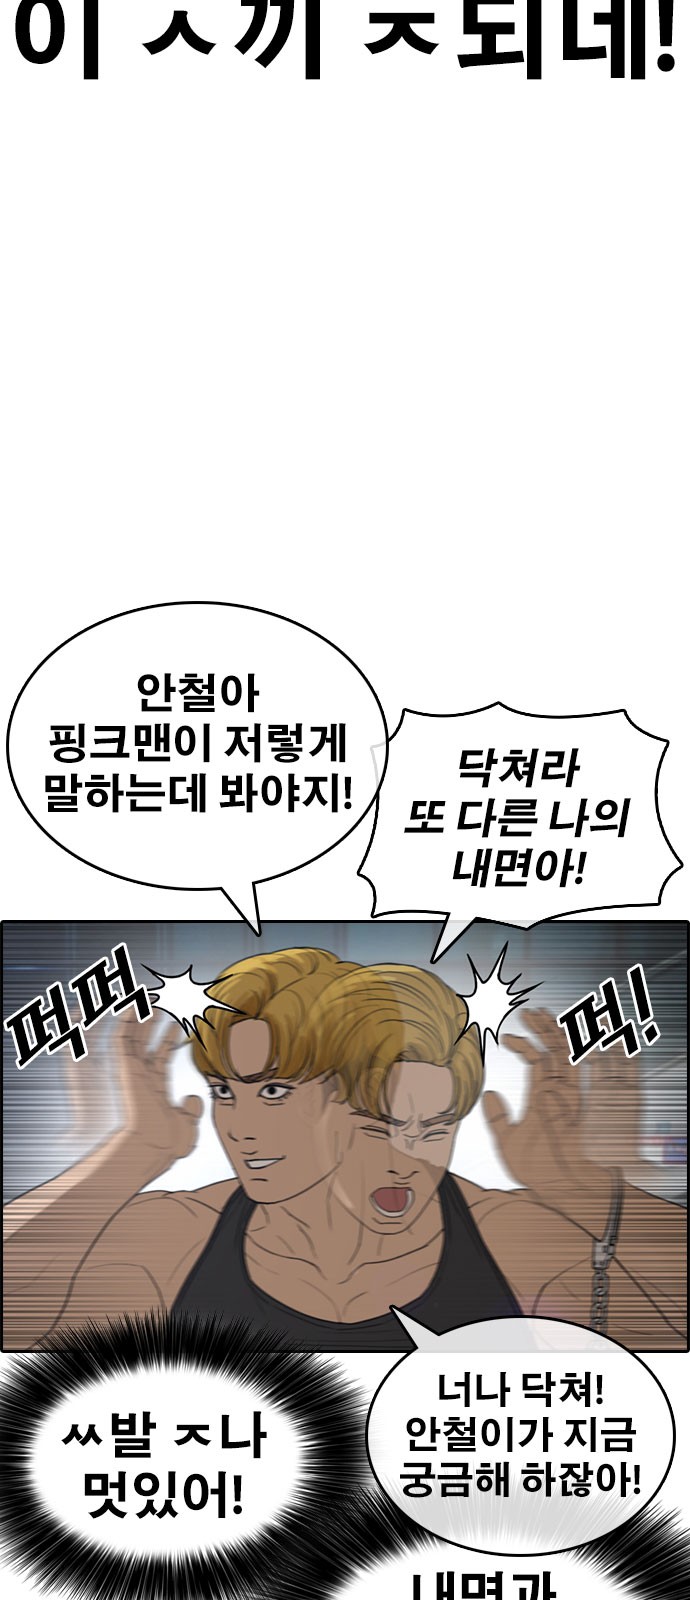 이 ㅅ끼 ㅈ되네!
안철아
핑크맨이 저렇게
말하는데 봐야지!
닥쳐라
또 다른 나의
내면아!
퍽퍽
퍽!
너나 닥쳐!
안철이가 지금
궁금해 하잖아!
ㅆ발 ㅈ나
멋있어!
내면과